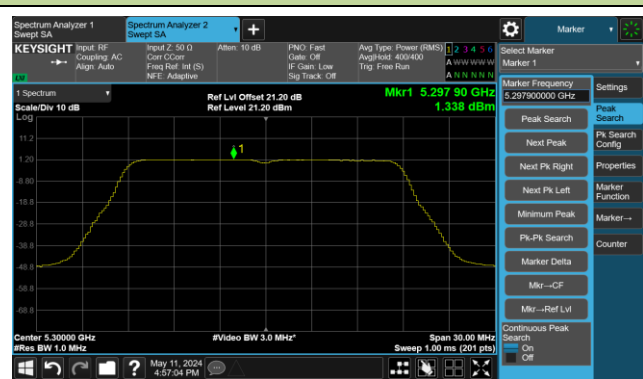 Spectrum Analyzer 1
Swept SA
Spectrum Analyzer 2
Swept SA
Marker
KEYSIGHT
Input: RF
Coupling: AC
Align: Auto
Input Z: 50 Ω
Corr CCorr
Freq Ref: Int (S)
NFE: Adaptive
Atten: 10 dB
PNO: Fast
Gate: Off
IF Gain: Low
Sig Track: Off
Avg Type: Power (RMS)
Avg|Hold: 400/400
Trig: Free Run
1 2 3 4 5 6
A W W W W W
A N N N N N
LXI
Select Marker
Marker 1
1 Spectrum
Scale/Div 10 dB
Log
Ref Lvl Offset 21.20 dB
Ref Level 21.20 dBm
Mkr1 5.297 90 GHz
1.338 dBm
11.2
1.20
-8.80
-18.8
-28.8
-38.8
-48.8
-58.8
-68.8
1
Center 5.30000 GHz
#Res BW 1.0 MHz
#Video BW 3.0 MHz*
Span 30.00 MHz
Sweep 1.00 ms (201 pts)
Marker Frequency
5.297900000 GHz
Peak Search
Next Peak
Next Pk Right
Next Pk Left
Minimum Peak
Pk-Pk Search
Marker Delta
Mkr→CF
Mkr→Ref Lvl
Continuous Peak
Search
On
Off
Settings
Peak
Search
Pk Search
Config
Properties
Marker
Function
Marker→
Counter
May 11, 2024
4:57:04 PM